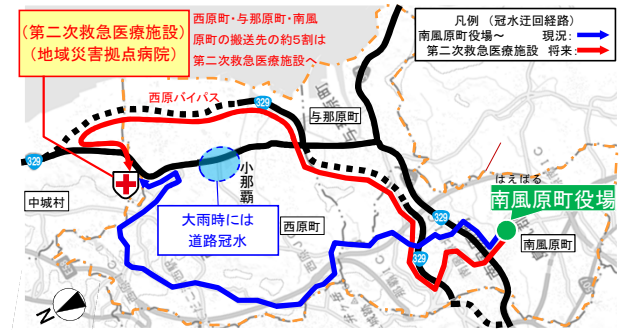 (第二次救急医療施設)
(地域災害拠点病院)
西原町・与那原町・南風
原町の搬送先の約5割は
第二次救急医療施設へ
凡例 (冠水迂回経路)
南風原町役場~ 現況:
第二次救急医療施設 将来:
西原バイパス
329
与那原町
329
小那覇
中城村
大雨時には
道路冠水
西原町
はえばる
南風原町役場
329
南風原町
329
N